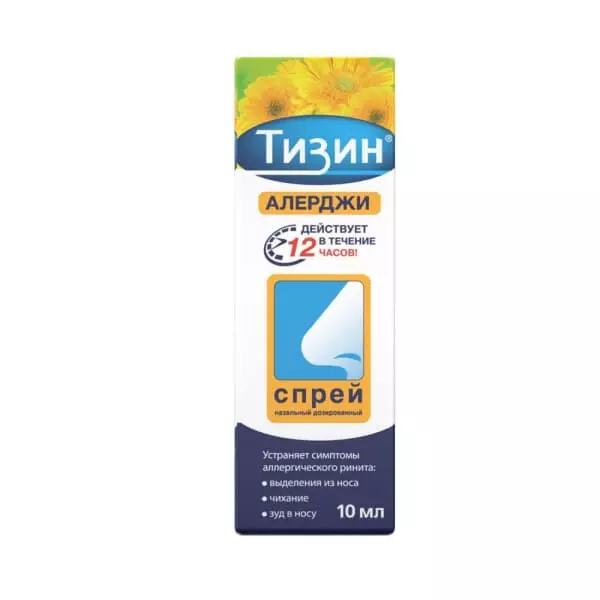 Тизин®
АЛЕРДЖИ
ДЕЙСТВУЕТ
12 В ТЕЧЕНИЕ
ЧАСОВ!
спрей
назальный дозированный
Устраняет симптомы
аллергического ринита:
• выделения из носа
• чихание
• зуд в носу 10 мл